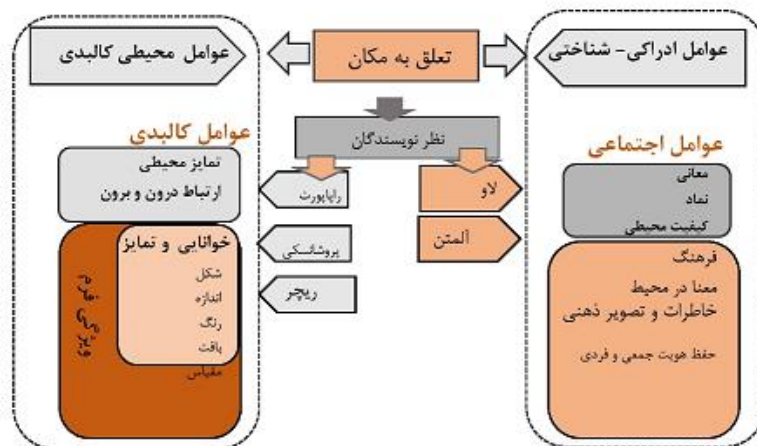 عوامل ادراکی- شناختی
تعلق به مکان
عوامل محیطی کالبدی
نظر نویسندگان
عوامل اجتماعی
معانی
نماد
کیفیت محیطی
فرهنگ
معنا در محیط
خاطرات و تصویر ذهنی
حفظ هویت جمعی و فردی
لاو
آلمتن
راپاپورت
پروشانسکی
ریچر
عوامل کالبدی
تمایز محیطی
ارتباط درون و برون
خوانایی و تمایز
شکل
اندازه
رنگ
بافت
مقیاس
ویژگی فرم